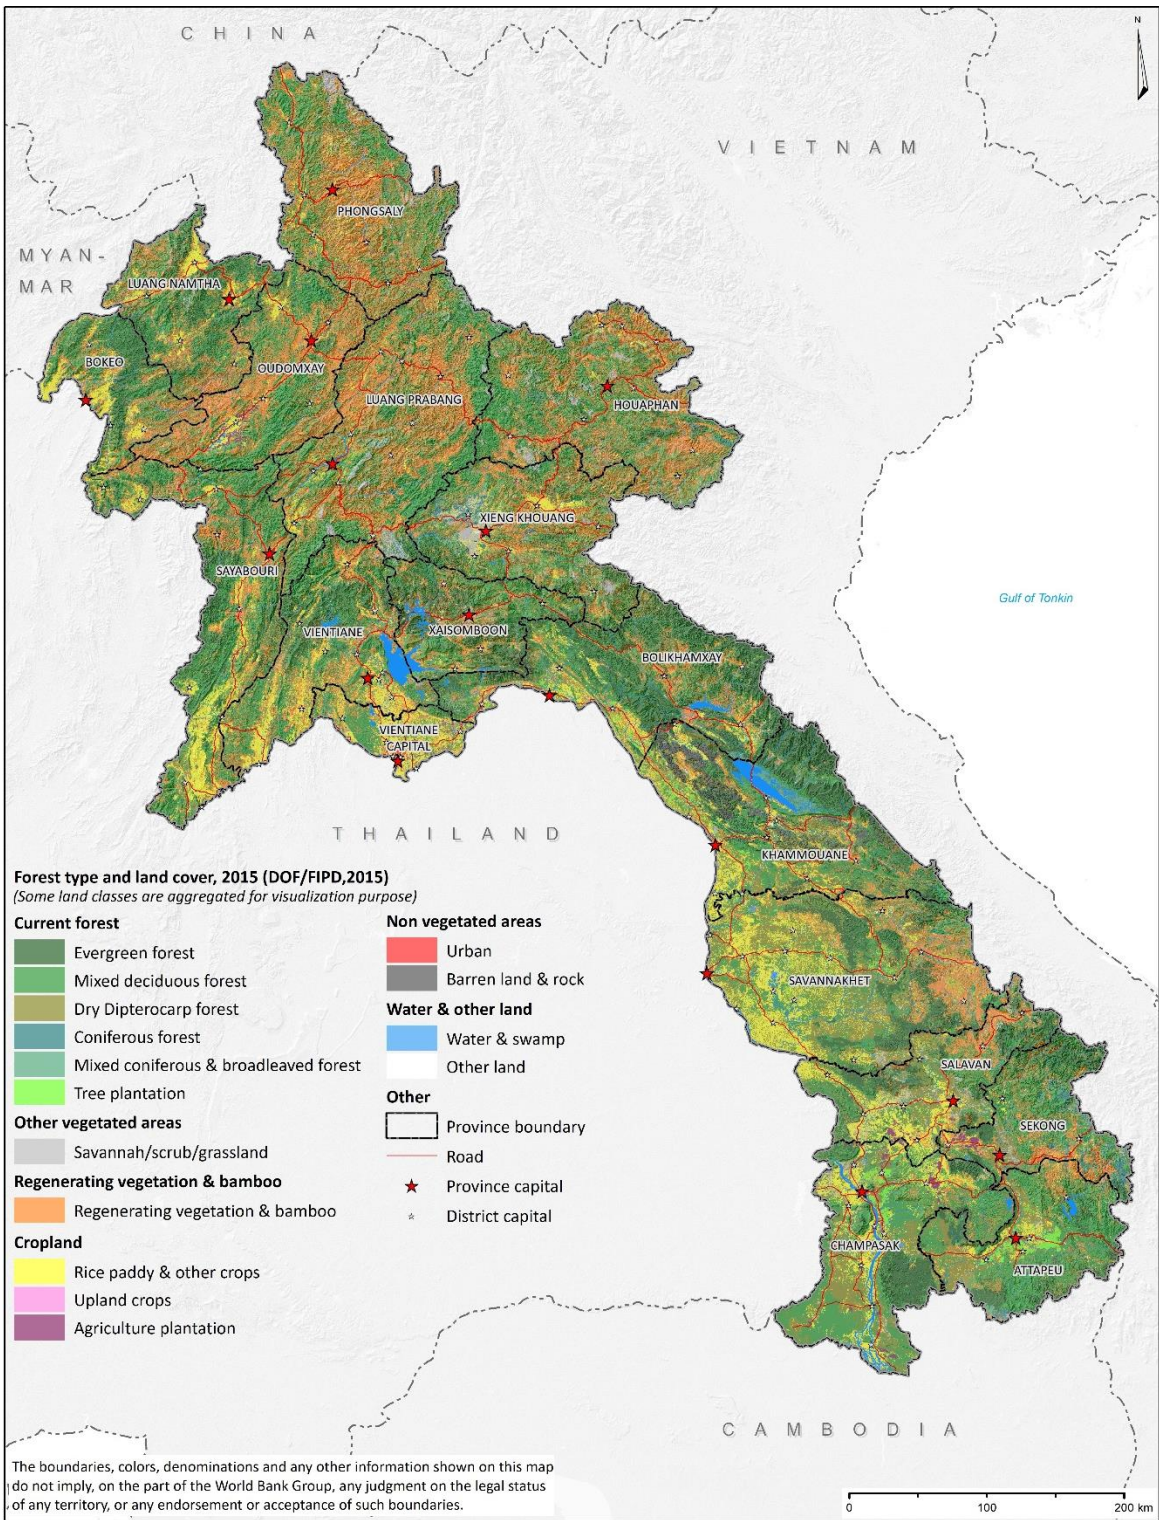 CHINA
N
VIETNAM
MYAN-
MAR
PHONGSALY
LUANG NAMTHA
BOKEO
OUDOMXAY
LUANG PRABANG
HOUAPHAN
XIENG KHOUANG
SAYABOURI
Gulf of Tonkin
VIENTIANE
XAISOMBOON
BOLIKHAMXAY
VIENTIANE
CAPITAL
THAILAND
KHAMMOUANE
SAVANNAKHET
SALAVAN
SEKONG
CHAMPASAK
ATTAPEU
CAMBODIA
Forest type and land cover, 2015 (DOF/FIPD,2015)
(Some land classes are aggregated for visualization purpose)
Current forest
Evergreen forest
Mixed deciduous forest
Dry Dipterocarp forest
Coniferous forest
Mixed coniferous & broadleaved forest
Tree plantation
Other vegetated areas
Savannah/scrub/grassland
Regenerating vegetation & bamboo
Regenerating vegetation & bamboo
Cropland
Rice paddy & other crops
Upland crops
Agriculture plantation
Non vegetated areas
Urban
Barren land & rock
Water & other land
Water & swamp
Other land
Other
Province boundary
Road
Province capital
District capital
The boundaries, colors, denominations and any other information shown on this map
do not imply, on the part of the World Bank Group, any judgment on the legal status
of any territory, or any endorsement or acceptance of such boundaries.
0 100 200 km